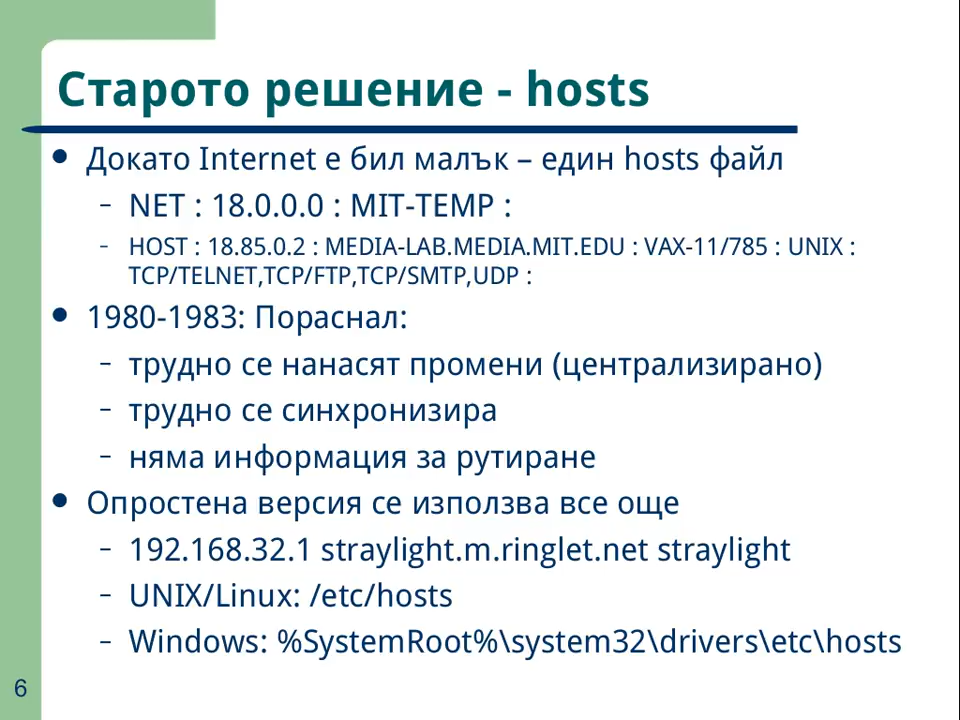 Старото решение - hosts
Докато Internet е бил малък – един hosts файл
– NET : 18.0.0.0 : MIT-TEMP :
– HOST : 18.85.0.2 : MEDIA-LAB.MEDIA.MIT.EDU : VAX-11/785 : UNIX :
TCP/TELNET,TCP/FTP,TCP/SMTP,UDP :
1980-1983: Пораснал:
– трудно се нанасят промени (централизирано)
– трудно се синхронизира
– няма информация за рутиране
Опростена версия се използва все още
– 192.168.32.1 straylight.m.ringlet.net straylight
– UNIX/Linux: /etc/hosts
– Windows: %SystemRoot%\system32\drivers\etc\hosts
6